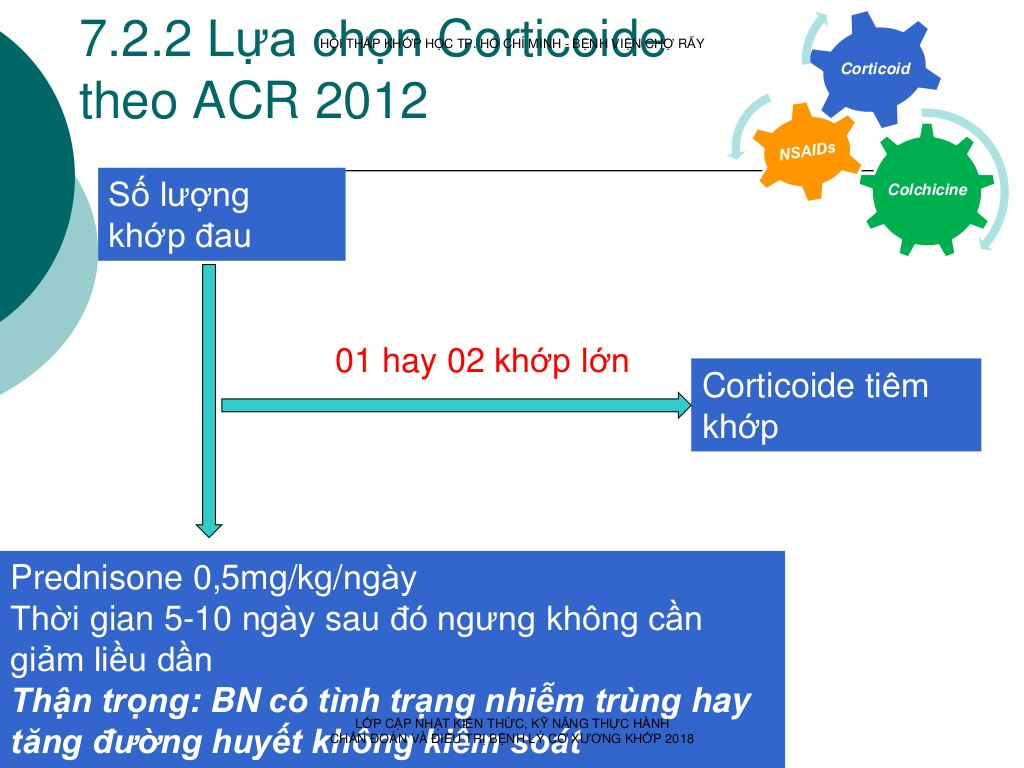 7.2.2 Lựa chọn Corticoide
HỘI THẤP KHỚP HỌC TP. HỒ CHÍ MINH - BỆNH VIỆN CHỢ RẪY
theo ACR 2012
Corticoid
NSAIDs
Colchicine
Số lượng
khớp đau
01 hay 02 khớp lớn
Corticoide tiêm
khớp
Prednisone 0,5mg/kg/ngày
Thời gian 5-10 ngày sau đó ngưng không cần
giảm liều dần
Thận trọng: BN có tình trạng nhiễm trùng hay
tăng đường huyết không kiểm soát
LỚP CẬP NHẬT KIẾN THỨC, KỸ NĂNG THỰC HÀNH
CHẨN ĐOÁN VÀ ĐIỀU TRỊ BỆNH LÝ CƠ XƯƠNG KHỚP 2018